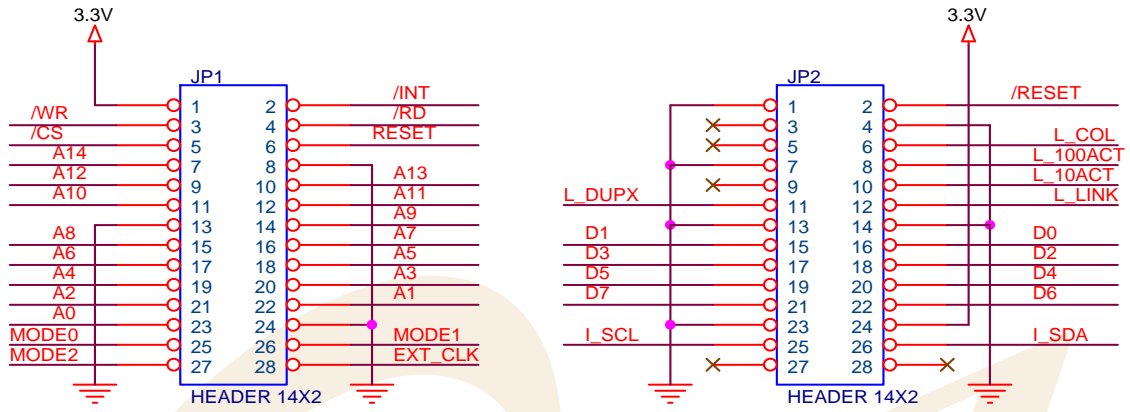 3.3V
JP1
1 2 /INT
/WR 3 4 /RD
/CS 5 6 RESET
A14 7 8
A12 9 10 A13
A10 11 12 A11
13 14 A9
A8 15 16 A7
A6 17 18 A5
A4 19 20 A3
A2 21 22 A1
A0 23 24
MODE0 25 26 MODE1
MODE2 27 28 EXT_CLK
HEADER 14X2
3.3V
JP2
1 2 /RESET
3 4
5 6 L_COL
7 8 L_100ACT
9 10 L_10ACT
L_DUPX 11 12 L_LINK
13 14
D1 15 16 D0
D3 17 18 D2
D5 19 20 D4
D7 21 22 D6
23 24
I_SCL 25 26 I_SDA
27 28
HEADER 14X2